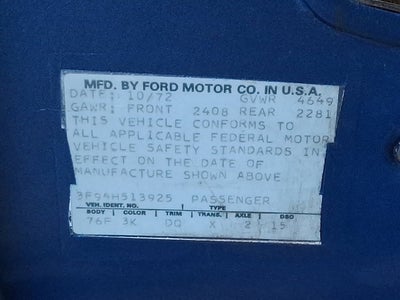 MFD. BY FORD MOTOR CO. IN U.S.A.
DATE: 10/72 GVWR 4649
GAWR: FRONT 2408 REAR 2281
THIS VEHICLE CONFORMS TO
ALL APPLICABLE FEDERAL MOTOR
VEHICLE SAFETY STANDARDS IN
EFFECT ON THE DATE OF
MANUFACTURE SHOWN ABOVE
3F94H513925 PASSENGER
VEH. IDENT. NO. TYPE
BODY COLOR TRIM TRANS. AXLE DSO
76F 3K DQ X 2 15